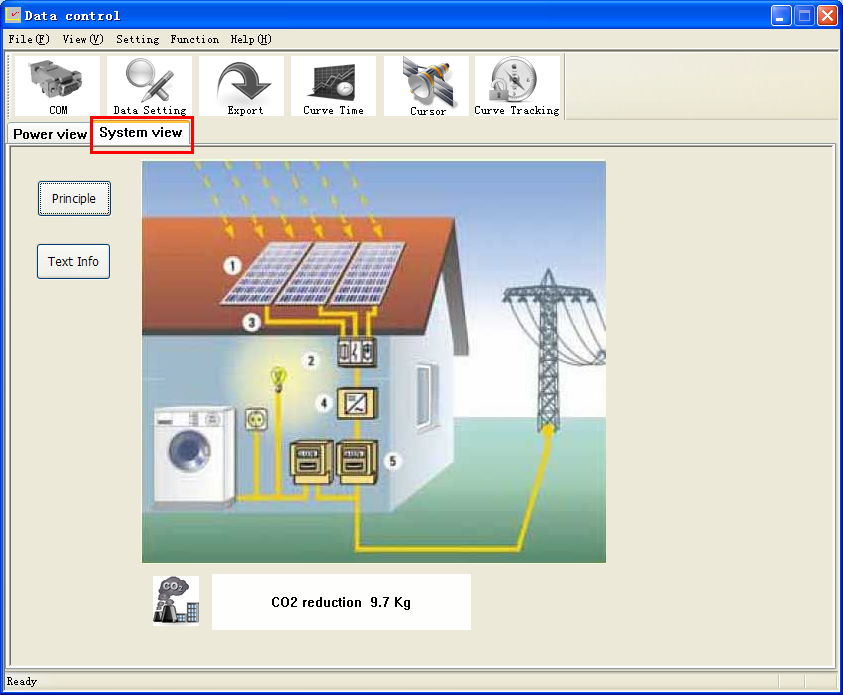 Data control
File(F) View(V) Setting Function Help(H)
COM
Data Setting
Export
Curve Time
Cursor
Curve Tracking
Power view
System view
Principle
Text Info
1
3
2
4
5
CO2
CO2 reduction 9.7 Kg
Ready